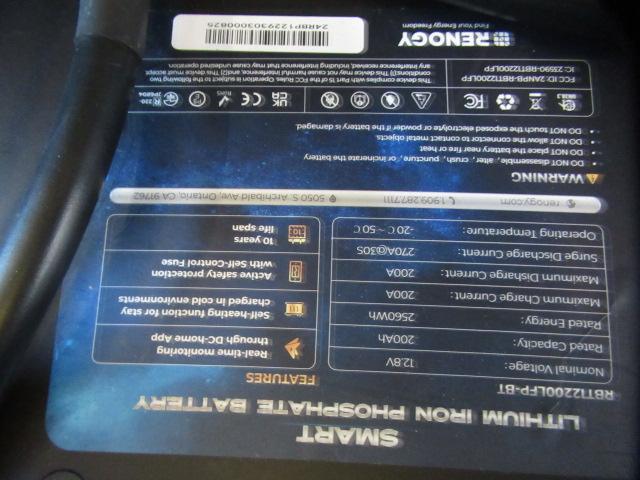 SMART
LITHIUM IRON PHOSPHATE BATTERY
RBT12200LFP-BT
Nominal Voltage: 12.8V
Rated Capacity: 200Ah
Rated Energy: 2560Wh
Maximum Charge Current: 200A
Maximum Disharge Current: 200A
Surge Discharge Current: 270A@30S
Operating Temperature: -20 C ~ 50 C
FEATURES
Real-time monitoring
through DC-home App
Self-heating function for stay
charged in cold environments
Active safety protection
with Self-Control Fuse
10 years
life span
renogy.com
1.909.287.7111
5050 S. Archibald Ave, Ontario, CA 91762
WARNING
DO NOT disassemble, alter, crush, puncture, or incinerate the battery
DO NOT place the battery near fire or heat
DO NOT allow the connector to contact metal objects
DO NOT touch the exposed electrolyte or powder if the battery is damaged.
FCC ID: 2ANPB-RBT12200LFP
This device complies with Part 15 of the FCC Rules. Operation is subject to the following two
conditions:(1) This device may not cause harmful interference, and(2) This device must accept
any interference received, including interference that may cause undesired operation
RENOGY
Find Your Energy Freedom